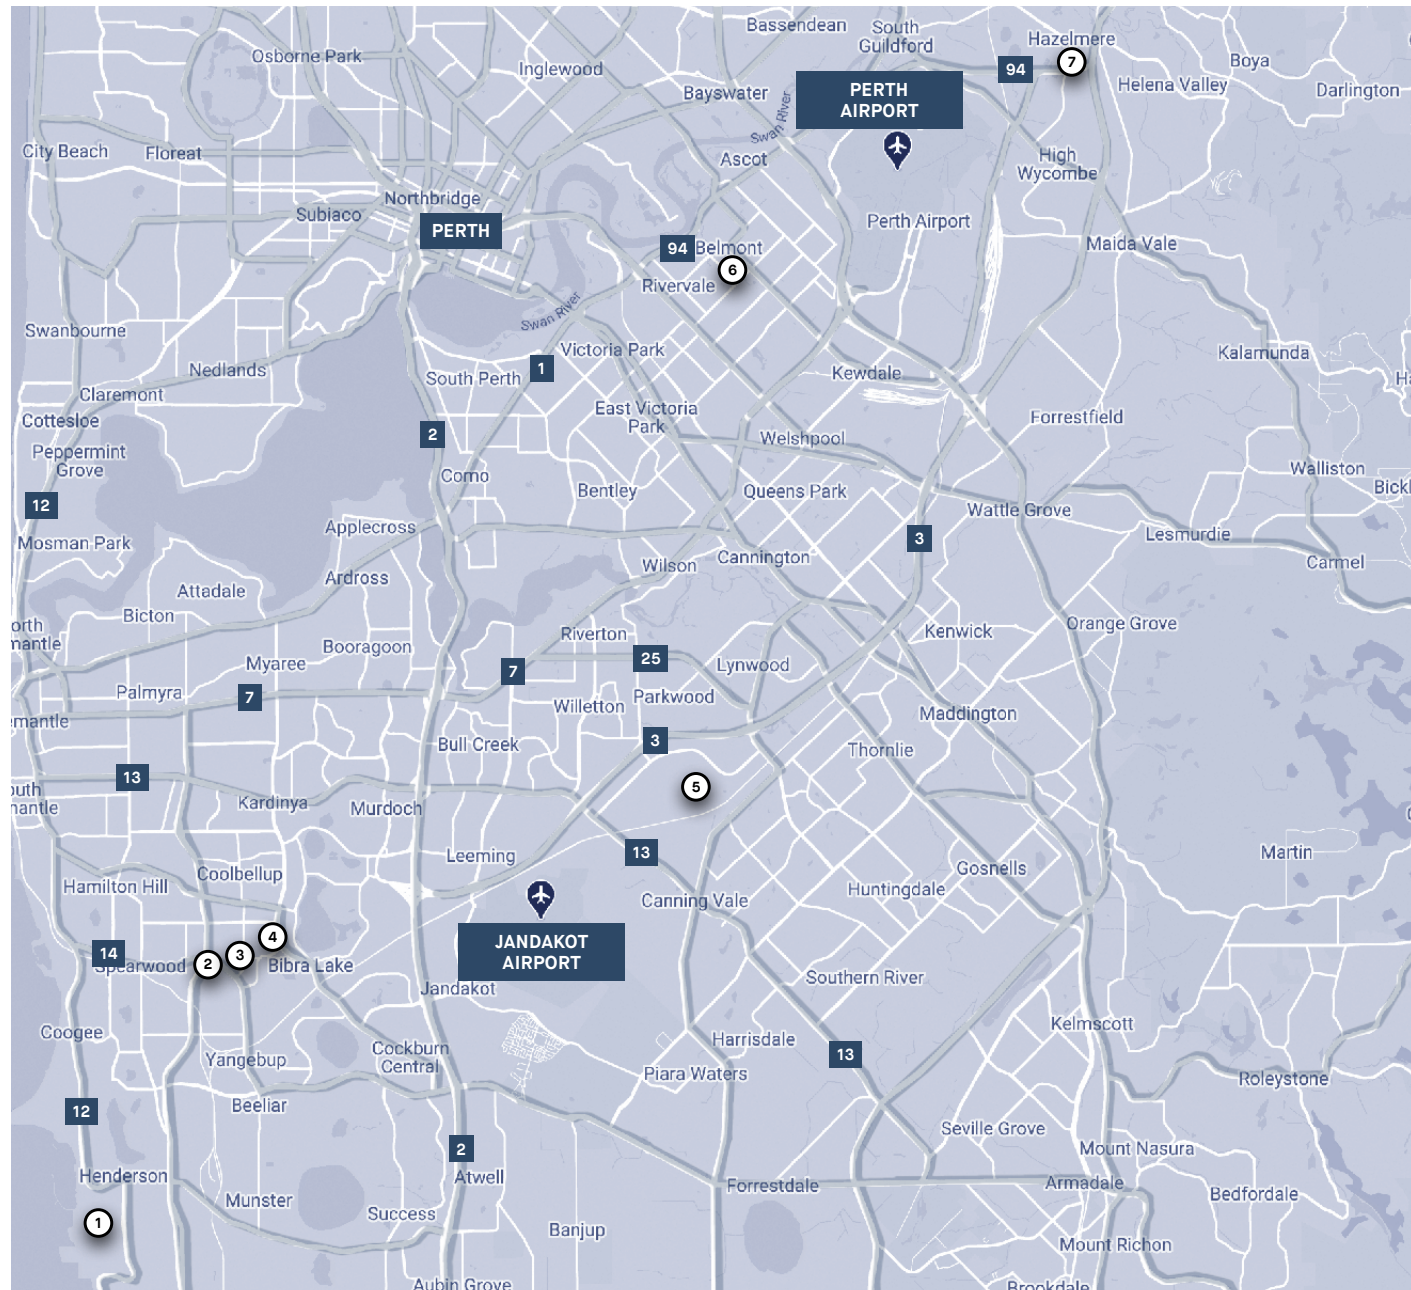 Bassendean
South
Guildford
Hazelmere
7
Osborne Park
Inglewood
94
Boya
Helena Valley
Darlington
Bayswater
PERTH
AIRPORT
Swan River
City Beach
Floreat
Ascot
High
Wycombe
Northbridge
Subiaco
PERTH
Perth Airport
94
Belmont
6
Maida Vale
Rivervale
Swan River
Swanbourne
Victoria Park
Kalamunda
Nedlands
South Perth
1
Kewdale
Claremont
Cottesloe
East Victoria
Park
Forrestfield
2
Welshpool
Peppermint
Grove
Walliston
Como
Bentley
Queens Park
12
Wattle Grove
Applecross
3
Lesmurdie
Mosman Park
Wilson
Cannington
Carmel
Ardross
Attadale
Bicton
Riverton
Kenwick
Orange Grove
Booragoon
Myaree
25
Lynwood
7
Palmyra
7
Willetton
Parkwood
Maddington
Bull Creek
3
Thornlie
13
5
Kardinya
Murdoch
Leeming
13
Martin
Coolbellup
Gosnells
Hamilton Hill
Huntingdale
Canning Vale
4
JANDAKOT
AIRPORT
14
3
2
Spearwood
Bibra Lake
Southern River
Jandakot
Coogee
Kelmscott
Harrisdale
13
Yangebup
Cockburn
Central
Piara Waters
Roleystone
Beeliar
12
Seville Grove
2
Mount Nasura
Henderson
Atwell
Forrestdale
Armadale
Munster
Bedfordale
Success
1
Banjup
Mount Richon
Aubin Grove
Brookdale